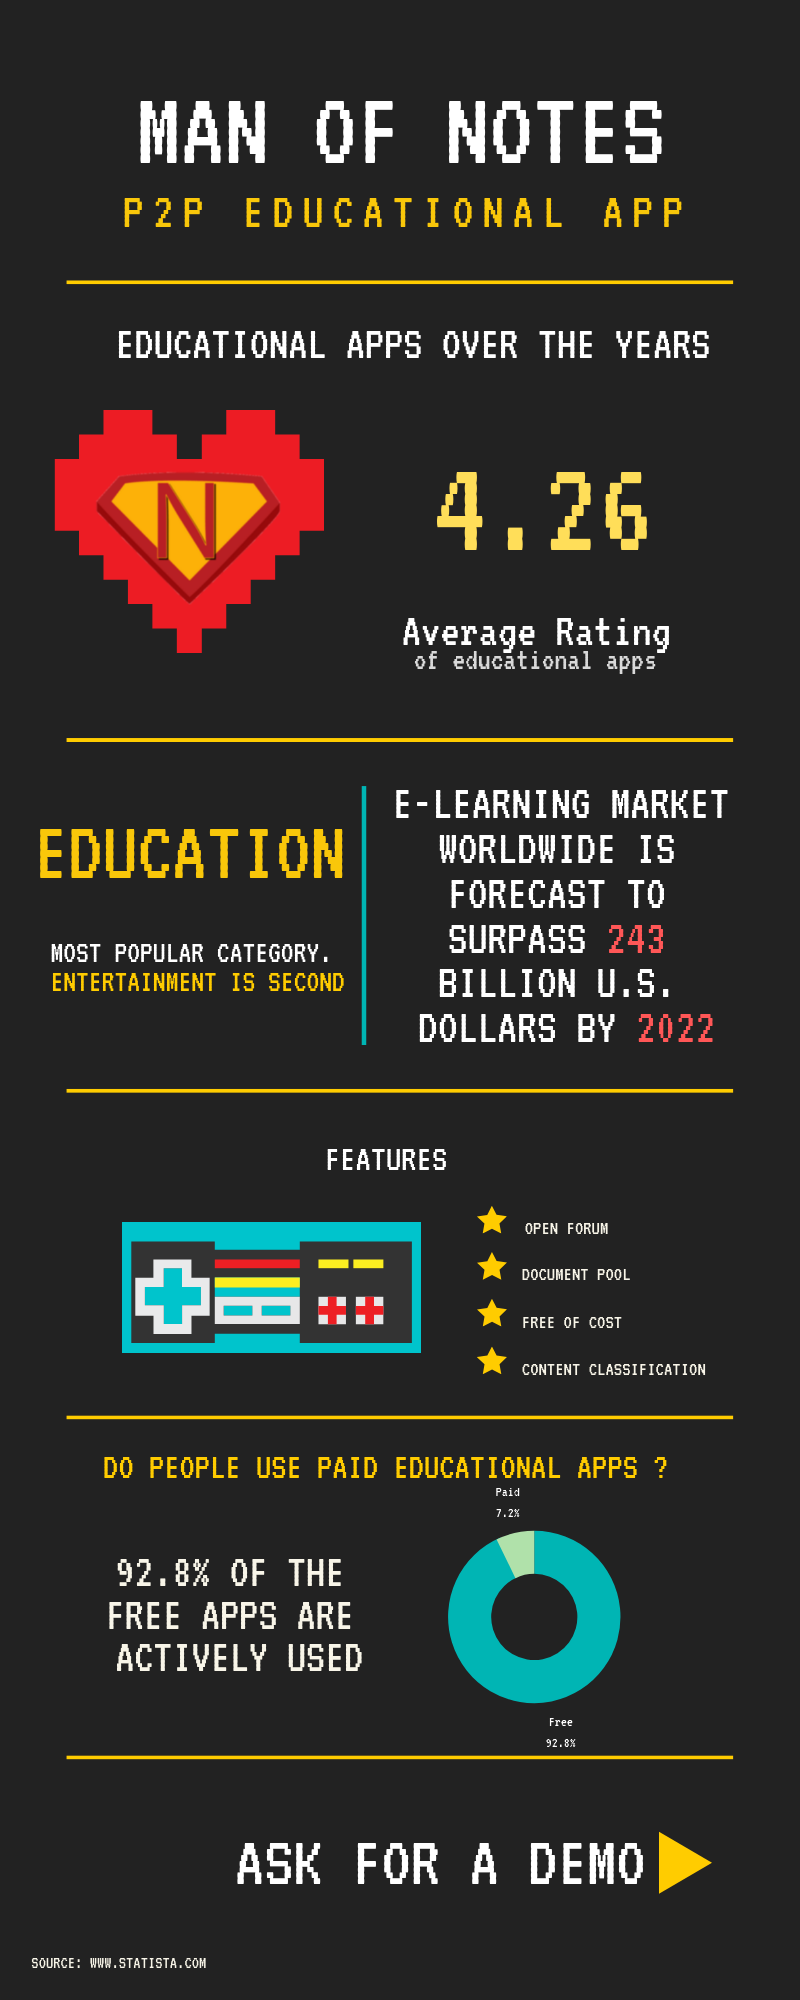 MAN OF NOTES
P2P EDUCATIONAL APP
EDUCATIONAL APPS OVER THE YEARS
N
4.26
Average Rating
of educational apps
EDUCATION
MOST POPULAR CATEGORY.
ENTERTAINMENT IS SECOND
E-LEARNING MARKET
WORLDWIDE IS
FORECAST TO
SURPASS 243
BILLION U.S.
DOLLARS BY 2022
FEATURES
OPEN FORUM
DOCUMENT POOL
FREE OF COST
CONTENT CLASSIFICATION
DO PEOPLE USE PAID EDUCATIONAL APPS ?
92.8% OF THE
FREE APPS ARE
ACTIVELY USED
Paid
7.2%
Free
92.8%
ASK FOR A DEMO
SOURCE: WWW.STATISTA.COM